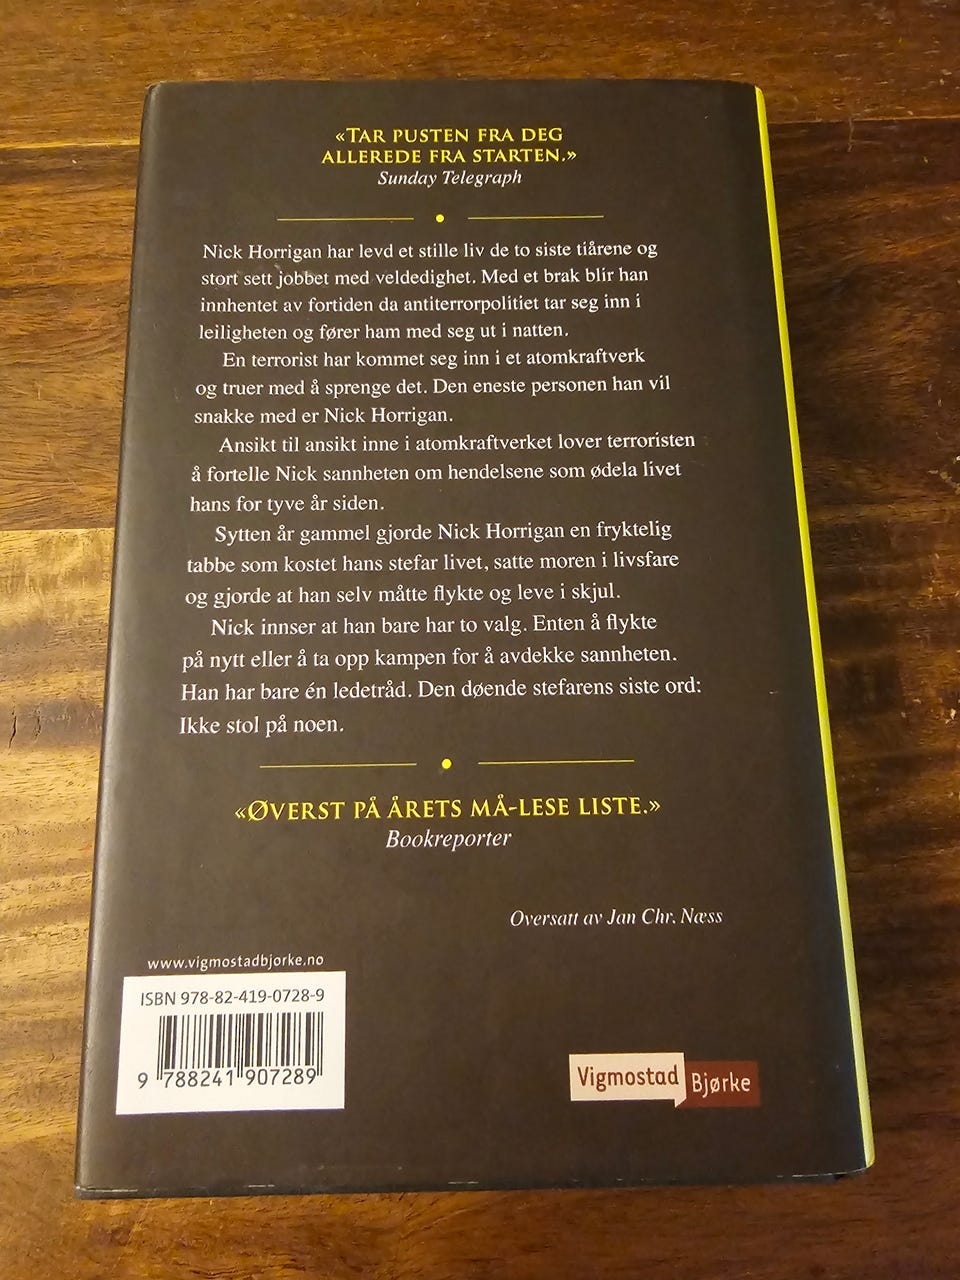 «TAR PUSTEN FRA DEG
ALLEREDE FRA STARTEN.»
Sunday Telegraph
Nick Horrigan har levd et stille liv de to siste tiårene og
stort sett jobbet med veldedighet. Med et brak blir han
innhentet av fortiden da antiterrorpolitiet tar seg inn i
leiligheten og fører ham med seg ut i natten.
En terrorist har kommet seg inn i et atomkraftverk
og truer med å sprenge det. Den eneste personen han vil
snakke med er Nick Horrigan.
Ansikt til ansikt inne i atomkraftverket lover terroristen
å fortelle Nick sannheten om hendelsene som ødela livet
hans for tyve år siden.
Sytten år gammel gjorde Nick Horrigan en fryktelig
tabbe som kostet hans stefar livet, satte moren i livsfare
og gjorde at han selv måtte flykte og leve i skjul.
Nick innser at han bare har to valg. Enten å flykte
på nytt eller å ta opp kampen for å avdekke sannheten.
Han har bare én ledetråd. Den døende stefarens siste ord:
Ikke stol på noen.
«ØVERST PÅ ÅRETS MÅ-LESE LISTE.»
Bookreporter
Oversatt av Jan Chr. Næss
www.vigmostadbjorke.no
ISBN 978-82-419-0728-9
9 788241 907289
Vigmostad Bjørke